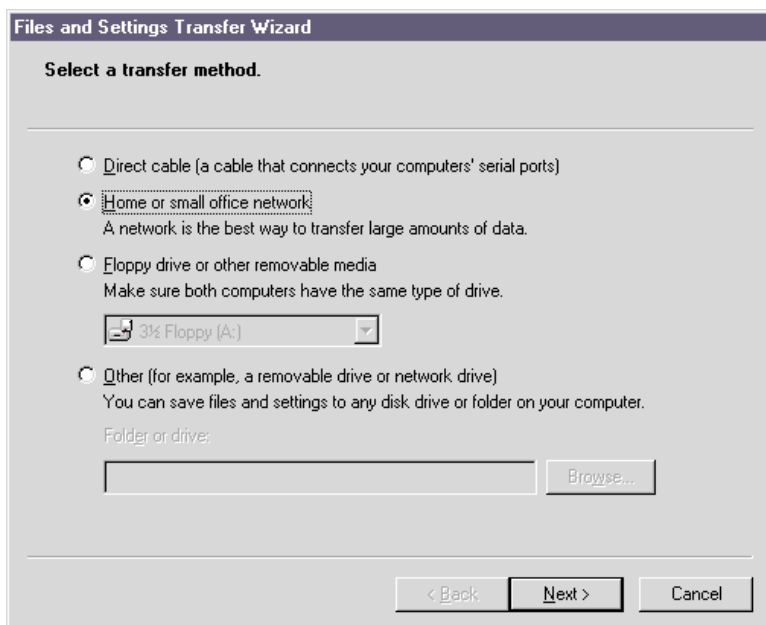 Files and Settings Transfer Wizard
Select a transfer method.
Direct cable (a cable that connects your computers' serial ports)
Home or small office network
A network is the best way to transfer large amounts of data.
Floppy drive or other removable media
Make sure both computers have the same type of drive.
3½ Floppy (A:)
Other (for example, a removable drive or network drive)
You can save files and settings to any disk drive or folder on your computer.
Folder or drive:
Browse...
< Back Next > Cancel